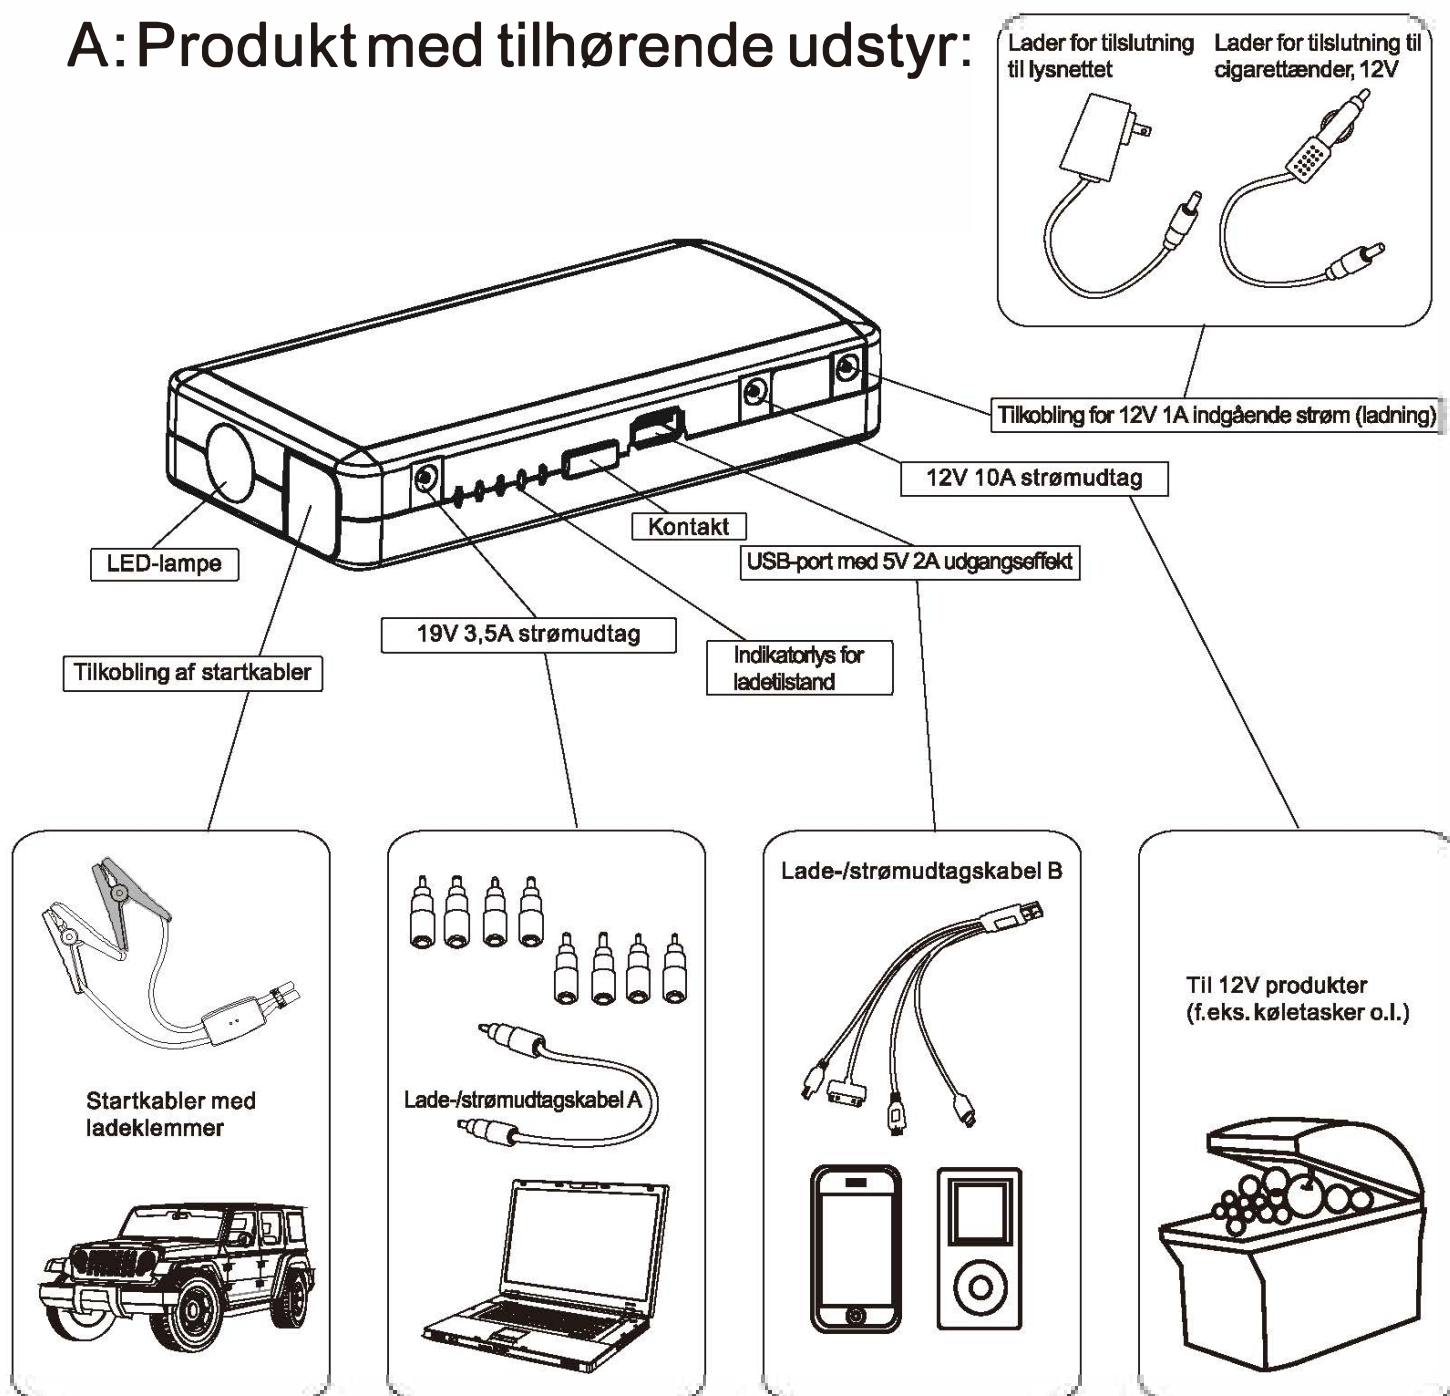 A: Produkt med tilhørende udstyr:
Lader for tilslutning
til lysnettet
Lader for tilslutning til
cigarettænder, 12V
Tilkobling for 12V 1A indgående strøm (ladning)
12V 10A strømudtag
Kontakt
USB-port med 5V 2A udgangseffekt
LED-lampe
19V 3,5A strømudtag
Indikatorlys for
ladetilstand
Tilkobling af startkabler
Startkabler med
ladeklemmer
Lade-/strømudtagskabel A
Lade-/strømudtagskabel B
Til 12V produkter
(f.eks. køletasker o.l.)